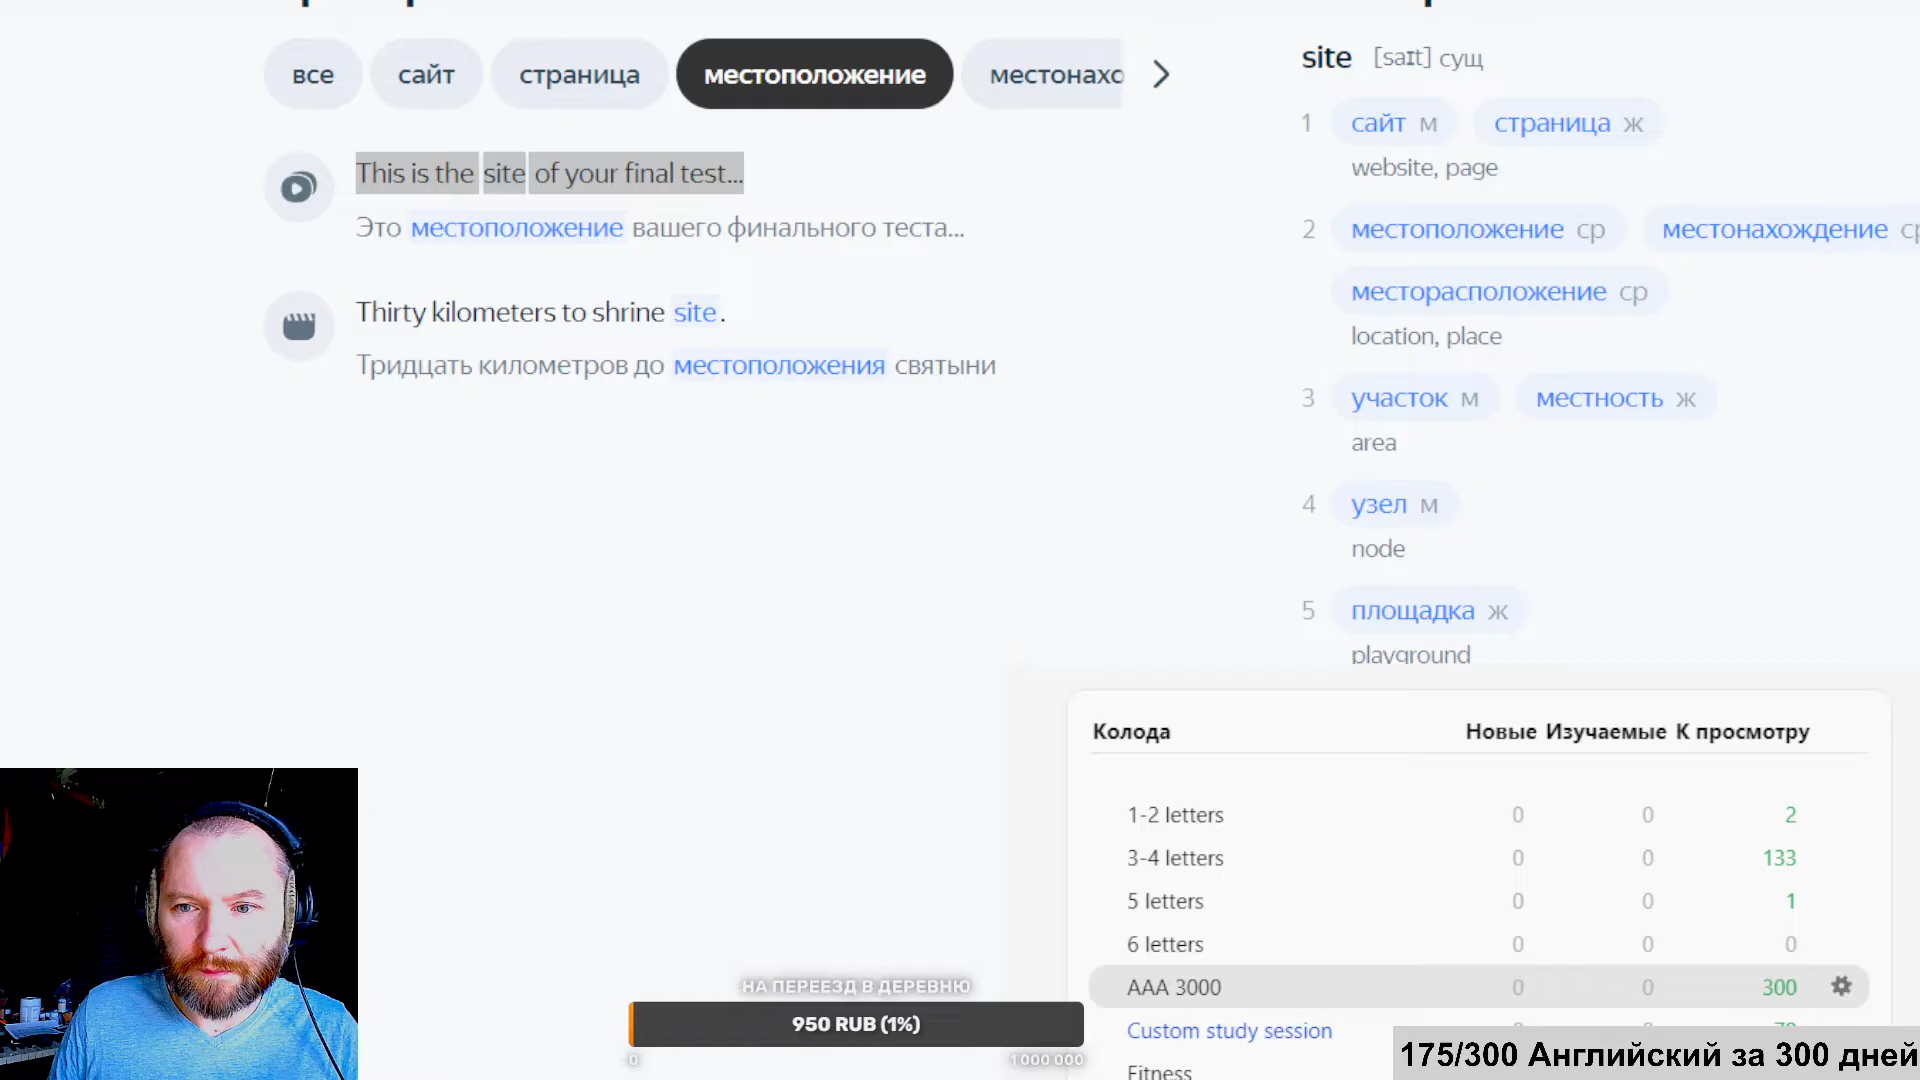 все
сайт
страница
местоположение
местонахо
This is the site of your final test...
Это местоположение вашего финального теста...
Thirty kilometers to shrine site.
Тридцать километров до местоположения святыни
site [saɪt] сущ
1 сайт м страница ж
website, page
2 местоположение ср местонахождение ср
месторасположение ср
location, place
3 участок м местность ж
area
4 узел м
node
5 площадка ж
playground
Колода Новые Изучаемые К просмотру
1-2 letters 0 0 2
3-4 letters 0 0 133
5 letters 0 0 1
6 letters 0 0 0
AAA 3000 0 0 300
Custom study session
Fitness
НА ПЕРЕЕЗД В ДЕРЕВНЮ
950 RUB (1%)
0 1 000 000
175/300 Английский за 300 дней